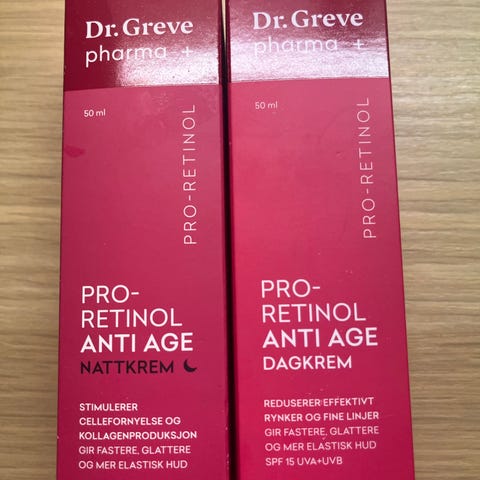 Dr. Greve
pharma +
50 ml
PRO-RETINOL
PRO-
RETINOL
ANTI AGE
NATTKREM
STIMULERER
CELLEFORNYELSE OG
KOLLAGENPRODUKSJON
GIR FASTERE, GLATTERE
OG MER ELASTISK HUD
Dr. Greve
pharma +
50 ml
PRO-RETINOL
PRO-
RETINOL
ANTI AGE
DAGKREM
REDUSERER EFFEKTIVT
RYNKER OG FINE LINJER
GIR FASTERE, GLATTERE
OG MER ELASTISK HUD
SPF 15 UVA+UVB